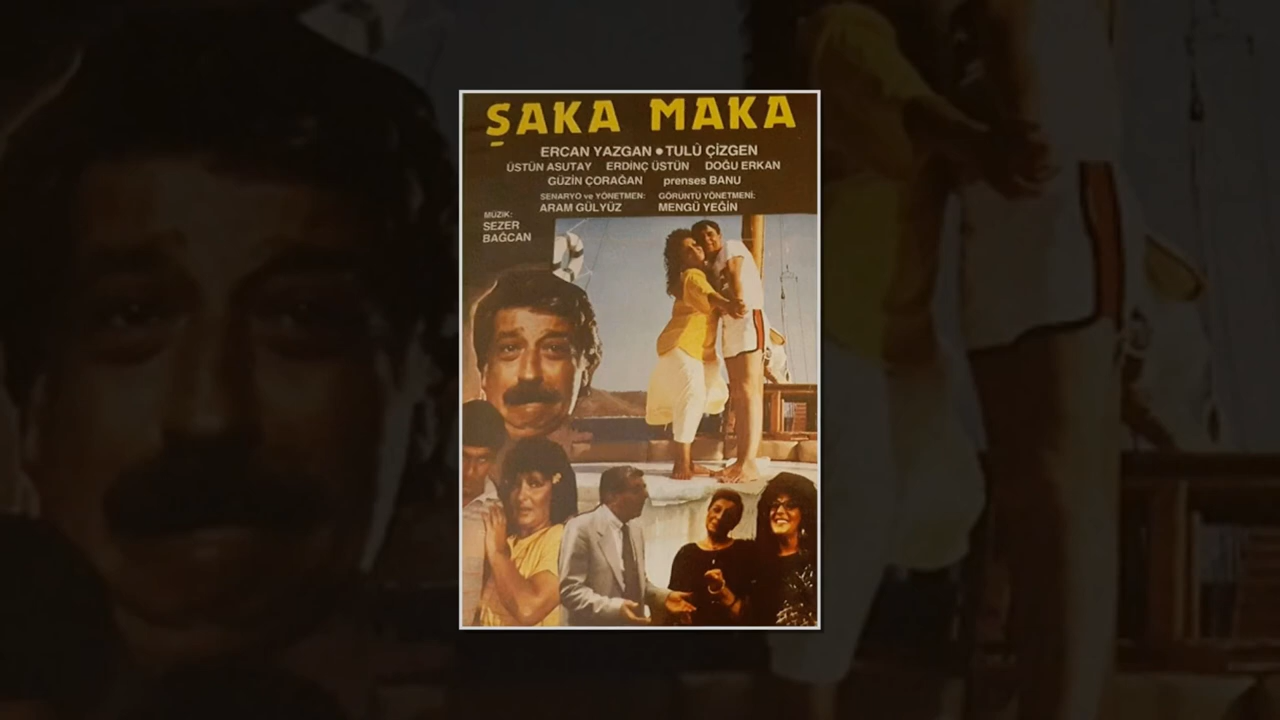 ŞAKA MAKA
ERCAN YAZGAN • TULÛ ÇİZGEN
ÜSTÜN ASUTAY ERDİNÇ ÜSTÜN DOĞU ERKAN
GÜZİN ÇORAĞAN prenses BANU
SENARYO ve YÖNETMEN: GÖRÜNTÜ YÖNETMENİ:
ARAM GÜLYÜZ MENGÜ YEĞİN
MÜZİK:
SEZER
BAĞCAN